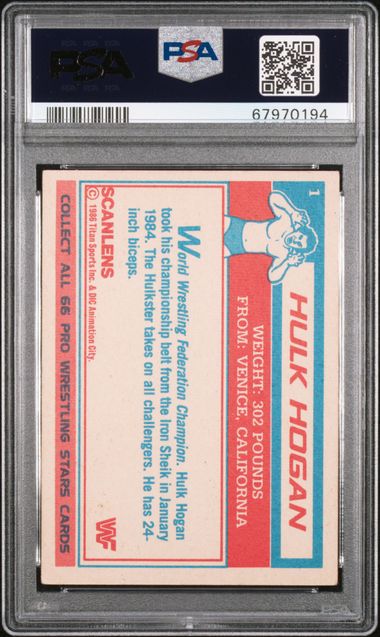 PSA
PSA
67970194
1
HULK HOGAN
WEIGHT: 302 POUNDS
FROM: VENICE, CALIFORNIA
World Wrestling Federation Champion. Hulk Hogan
took his championship belt from the Iron Sheik in January
1984. The Hulkster takes on all challengers. He has 24-
inch biceps.
SCANLENS
© 1986 Titan Sports Inc. & DIC Animation City.
WF
COLLECT ALL 66 PRO WRESTLING STARS CARDS
PSA